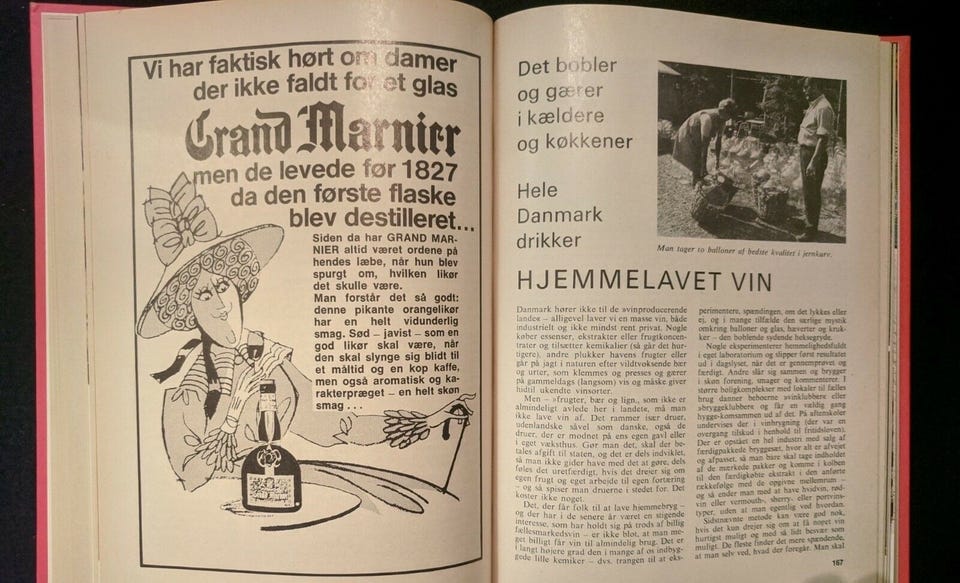 Vi har faktisk hørt om damer
der ikke faldt for et glas
Grand Marnier
men de levede før 1827
da den første flaske
blev destilleret...
Siden da har GRAND MAR-
NIER altid været ordene på
hendes læbe, når hun blev
spurgt om, hvilken likør
det skulle være.
Man forstår det så godt:
denne pikante orangelikør
har en helt vidunderlig
smag. Sød – javist – som en
god likør skal være, når
den skal slynge sig blidt til
et måltid og en kop kaffe,
men også aromatisk og ka-
rakterpræget – en helt skøn
smag . . .
Det bobler
og gærer
i kældere
og køkkener
Hele
Danmark
drikker
Man tager to balloner af bedste kvalitet i jernkurve.
HJEMMELAVET VIN
Danmark hører ikke til de »vinproducerende
lande« – alligevel laver vi en masse vin, både
industrielt og ikke mindst rent privat. Nogle
køber essenser, ekstrakter eller frugtkoncen-
trater og tilsætter kemikalier (så går det hur-
tigere), andre plukker havens frugter eller
går på jagt i naturen efter vildtvoksende bær
og urter, som klemmes og presses og gærer
på gammeldags (langsom) vis og måske giver
hidtil ukendte vinsorter.
Men – »frugter, bær og lign., som ikke er
almindeligt avlede her i landet«, må man
ikke lave vin af. Det rammer især druer,
udenlandske såvel som danske, også de
druer, der er modnet på ens egen gavl eller
i eget væksthus. Gør man det, skal der be-
tales afgift til staten, og det er dels indviklet,
så man ikke gider have med det at gøre, dels
føles det uretfærdigt, hvis det drejer sig om
egen frugt og eget arbejde til egen fortæring
– og så spiser man druerne i stedet for. Det
koster ikke noget.
Det, der får folk til at lave hjemmebryg –
og der har i de senere år været en stigende
interesse, som har holdt sig på trods af billig
fællesmarkedsvin – er ikke blot, at man me-
get billigt får vin til almindelig brug. Det er
i langt højere grad den i mange af os indbyg-
gede lille kemiker – dvs. trangen til at eks-
perimentere, spændingen, om det lykkes eller
ej, og i mange tilfælde den særlige mystik
omkring balloner og glas, hæverter og kruk-
ker – den boblende sydende heksegryde.
Nogle eksperimenterer hemmelighedsfuldt
i eget laboratorium og slipper først resultatet
ud i dagslyset, når det er gennemprøvet og
færdigt. Andre slår sig sammen og brygger
i skøn forening, smager og kommenterer. I
større boligkomplekser med lokaler til fælles
brug danner beboerne »vinklubber« eller
»bryggeklubber« og får en vældig gang
hygge-komsammen ud af det. På aftenskoler
undervises der i vinbrygning (der var en
overgang tilskud i henhold til fritidsloven).
Der er opstået en hel industri med salg af
færdigpakkede bryggesæt, hvor alt er afvejet
og afpasset, så man bare skal tage indholdet
af de mærkede pakker og komme i kolben
til den færdigkøbte ekstrakt i den anførte
rækkefølge med de opgivne mellemrum –
og så ender man med at have hvidvin, rød-
vin eller vermouth-, sherry- eller portvins-
typer, uden at man egentlig ved hvordan.
Sidstnævnte metode kan være god nok,
hvis det kun drejer sig om at få noget vin
hurtigst muligt og med så lidt besvær som
muligt. De fleste finder det mere spændende,
at man selv ved, hvad der foregår. Man skal
167